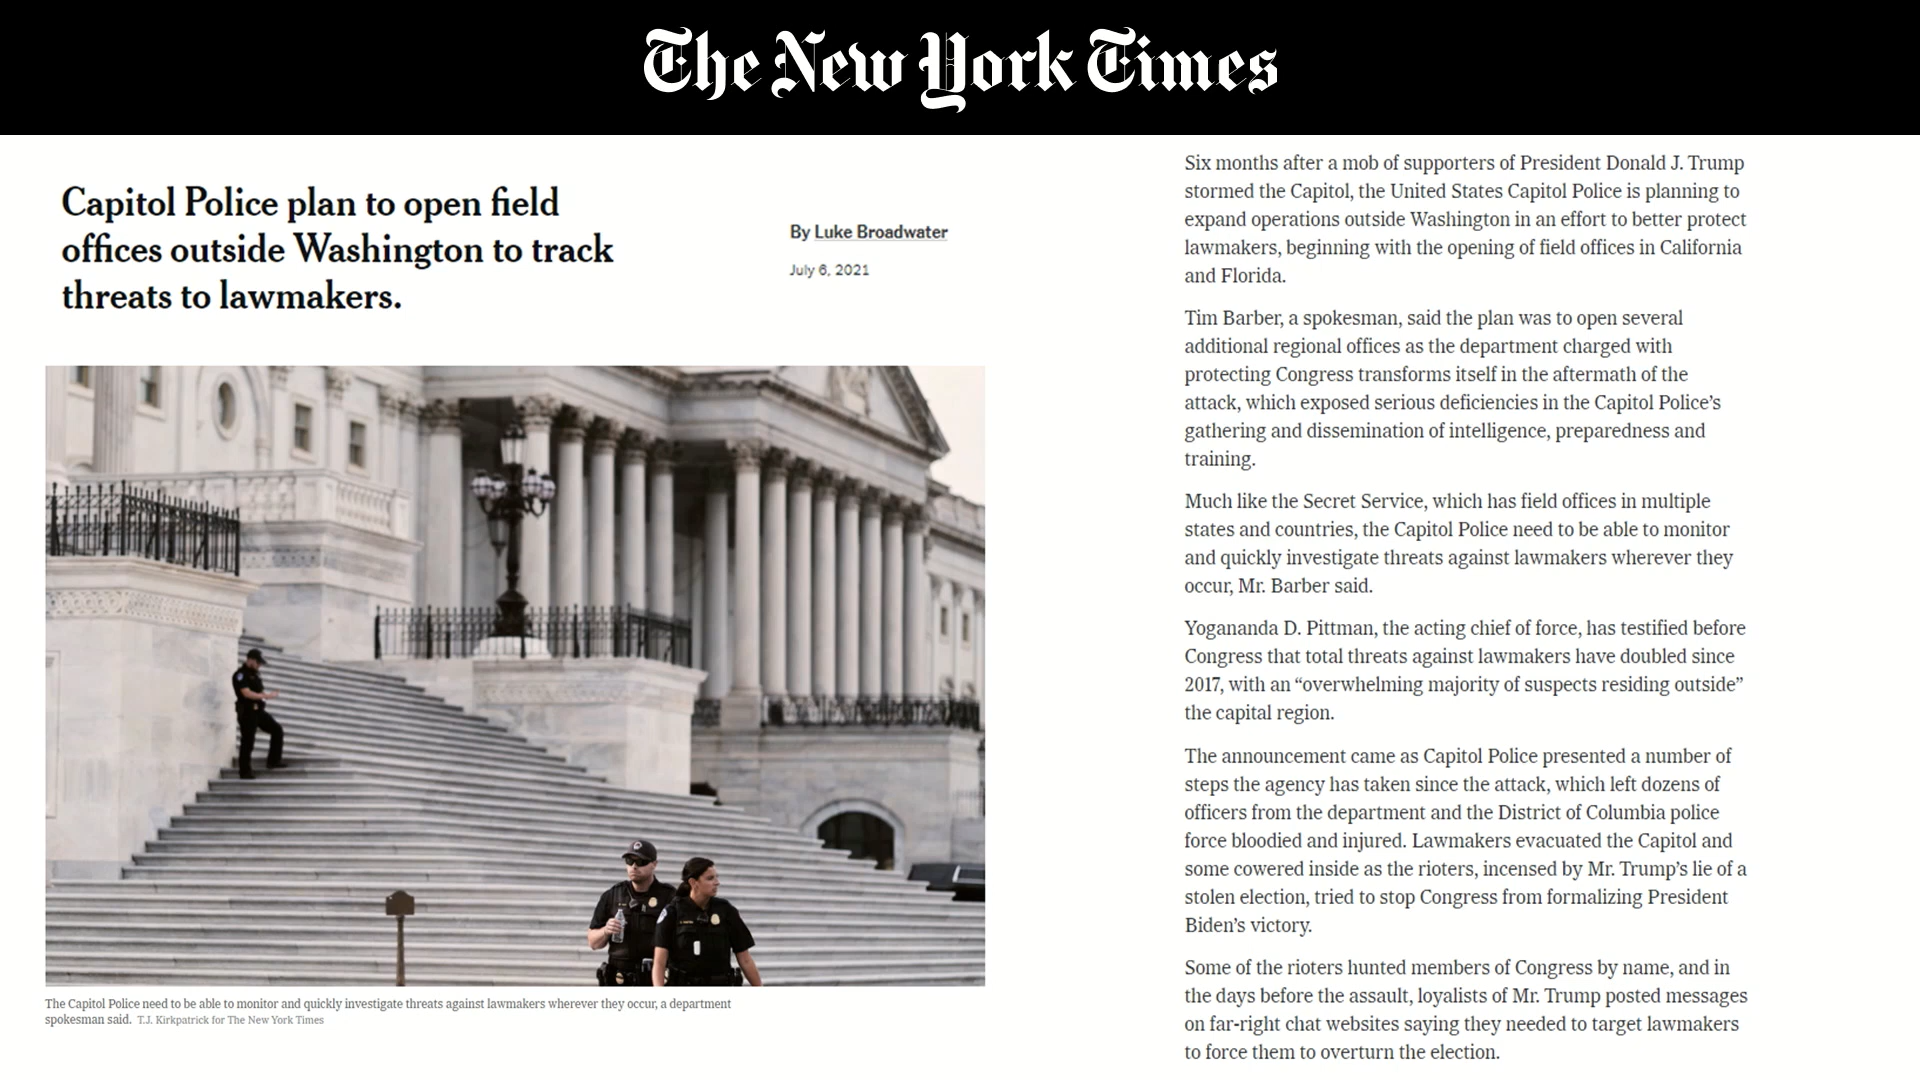 The New York Times
Capitol Police plan to open field
offices outside Washington to track
threats to lawmakers.
By Luke Broadwater
July 6, 2021
The Capitol Police need to be able to monitor and quickly investigate threats against lawmakers wherever they occur, a department
spokesman said. T.J. Kirkpatrick for The New York Times
Six months after a mob of supporters of President Donald J. Trump
stormed the Capitol, the United States Capitol Police is planning to
expand operations outside Washington in an effort to better protect
lawmakers, beginning with the opening of field offices in California
and Florida.
Tim Barber, a spokesman, said the plan was to open several
additional regional offices as the department charged with
protecting Congress transforms itself in the aftermath of the
attack, which exposed serious deficiencies in the Capitol Police’s
gathering and dissemination of intelligence, preparedness and
training.
Much like the Secret Service, which has field offices in multiple
states and countries, the Capitol Police need to be able to monitor
and quickly investigate threats against lawmakers wherever they
occur, Mr. Barber said.
Yogananda D. Pittman, the acting chief of force, has testified before
Congress that total threats against lawmakers have doubled since
2017, with an “overwhelming majority of suspects residing outside”
the capital region.
The announcement came as Capitol Police presented a number of
steps the agency has taken since the attack, which left dozens of
officers from the department and the District of Columbia police
force bloodied and injured. Lawmakers evacuated the Capitol and
some cowered inside as the rioters, incensed by Mr. Trump’s lie of a
stolen election, tried to stop Congress from formalizing President
Biden’s victory.
Some of the rioters hunted members of Congress by name, and in
the days before the assault, loyalists of Mr. Trump posted messages
on far-right chat websites saying they needed to target lawmakers
to force them to overturn the election.